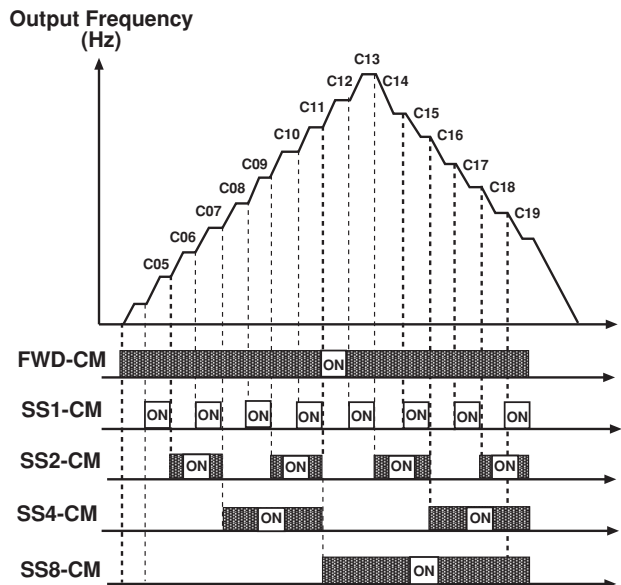 Output Frequency
(Hz)
C13
C12
C14
C11
C15
C10
C16
C09
C17
C08
C18
C07
C19
C06
C05
FWD-CM
ON
SS1-CM
ON ON ON ON ON ON ON ON
SS2-CM
ON ON ON ON
SS4-CM
ON ON
SS8-CM
ON